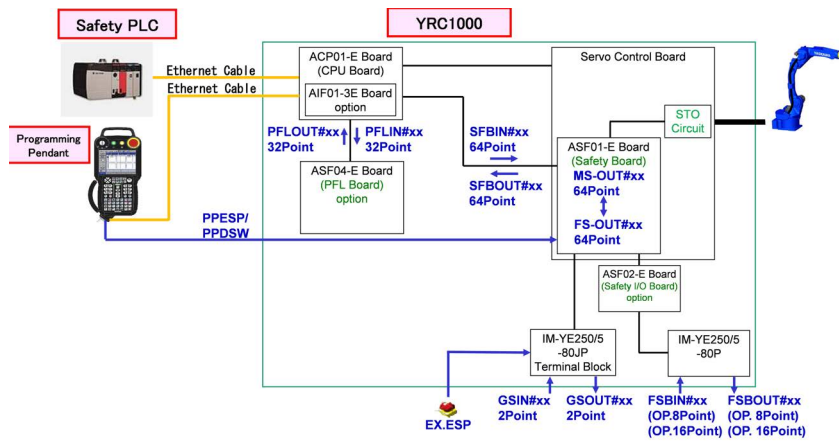 Safety PLC
YRC1000
ACP01-E Board
(CPU Board)
Servo Control Board
Ethernet Cable
Ethernet Cable
AIF01-3E Board
option
STO
Circuit
Programming
Pendant
PFLOUT#xx
32Point
PFLIN#xx
32Point
SFBIN#xx
64Point
ASF01-E Board
(Safety Board)
MS-OUT#xx
64Point
ASF04-E Board
(PFL Board)
option
SFBOUT#xx
64Point
FS-OUT#xx
64Point
PPESP/
PPDSW
ASF02-E Board
(Safety I/O Board)
option
IM-YE250/5
-80JP
Terminal Block
IM-YE250/5
-80P
EX.ESP
GSIN#xx
2Point
GSOUT#xx
2Point
FSBIN#xx
(OP.8Point)
(OP.16Point)
FSBOUT#xx
(OP. 8Point)
(OP. 16Point)